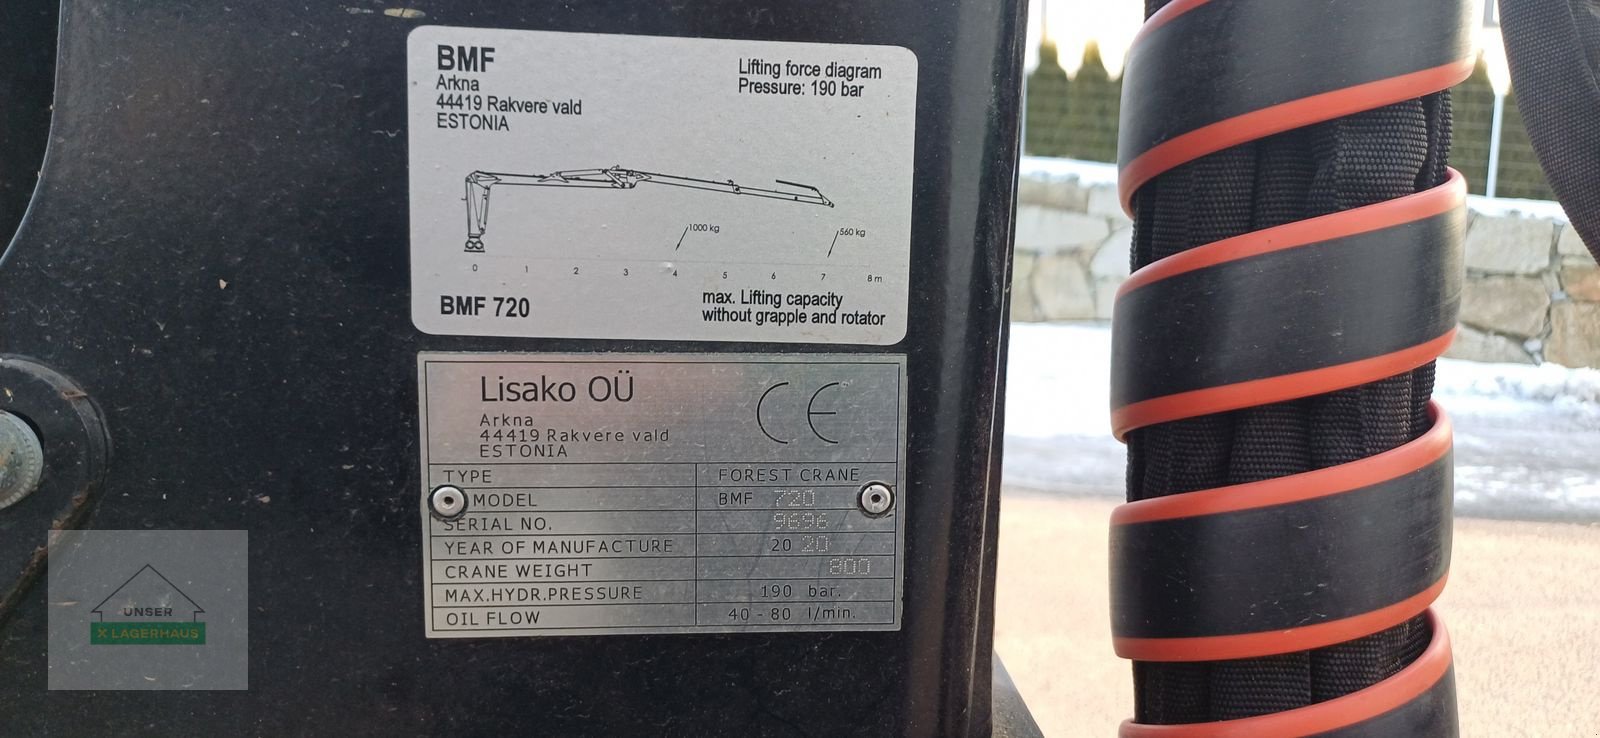 BMF
Arkna
44419 Rakvere vald
ESTONIA
Lifting force diagram
Pressure: 190 bar
1000 kg
560 kg
0 1 2 3 4 5 6 7 8 m
BMF 720
max. Lifting capacity
without grapple and rotator
Lisako OÜ
Arkna
44419 Rakvere vald
ESTONIA
CE
TYPE FOREST CRANE
MODEL BMF 720
SERIAL NO. 9696
YEAR OF MANUFACTURE 20 20
CRANE WEIGHT 800
MAX.HYDR.PRESSURE 190 bar.
OIL FLOW 40 - 80 l/min.
UNSER
X LAGERHAUS